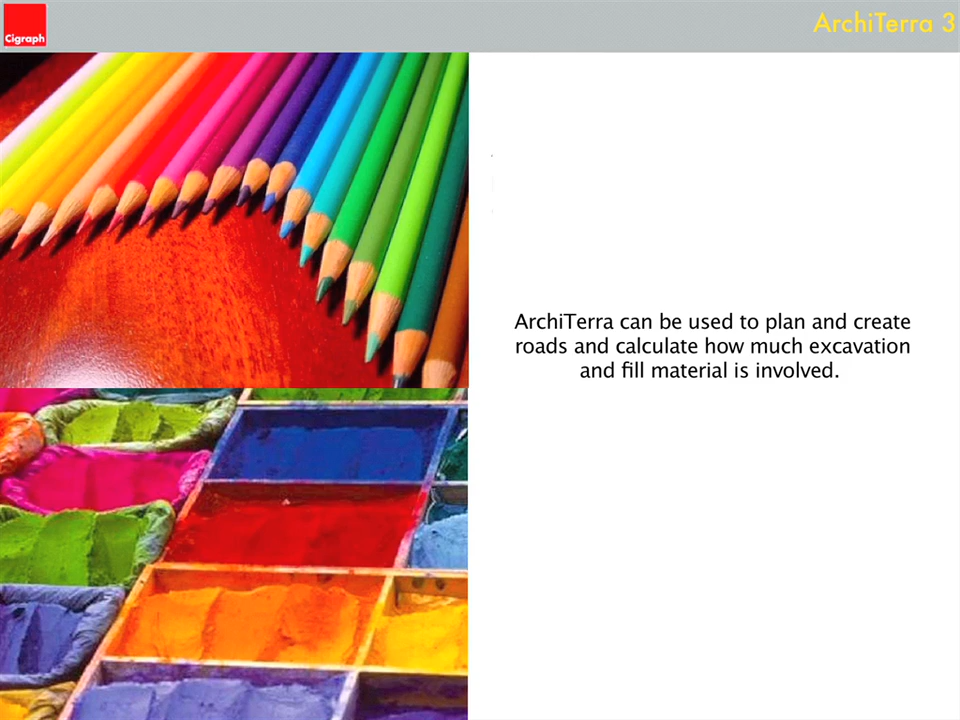 Cigraph
ArchiTerra 3
ArchiTerra can be used to plan and create
roads and calculate how much excavation
and fill material is involved.